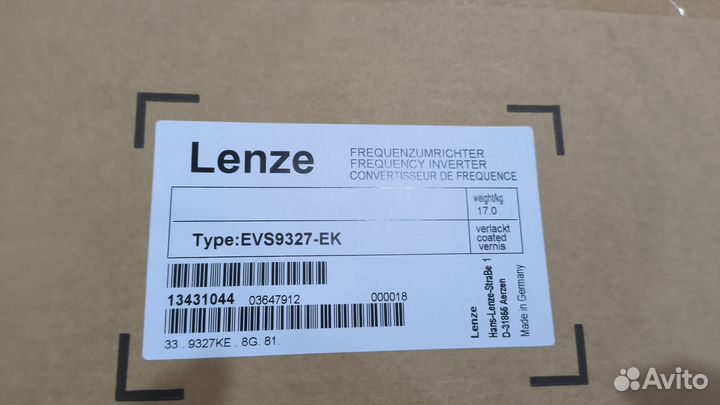 Lenze
FREQUENZUMRICHTER
FREQUENCY INVERTER
CONVERTISSEUR DE FREQUENCE
weight/kg
17.0
Type:EVS9327-EK
verlackt
coated
vernis
13431044 03647912 000018
33 . 9327KE . 8G. 81.
Lenze
Hans-Lenze-Straße 1
D-31855 Aerzen
Made in Germany
Avito